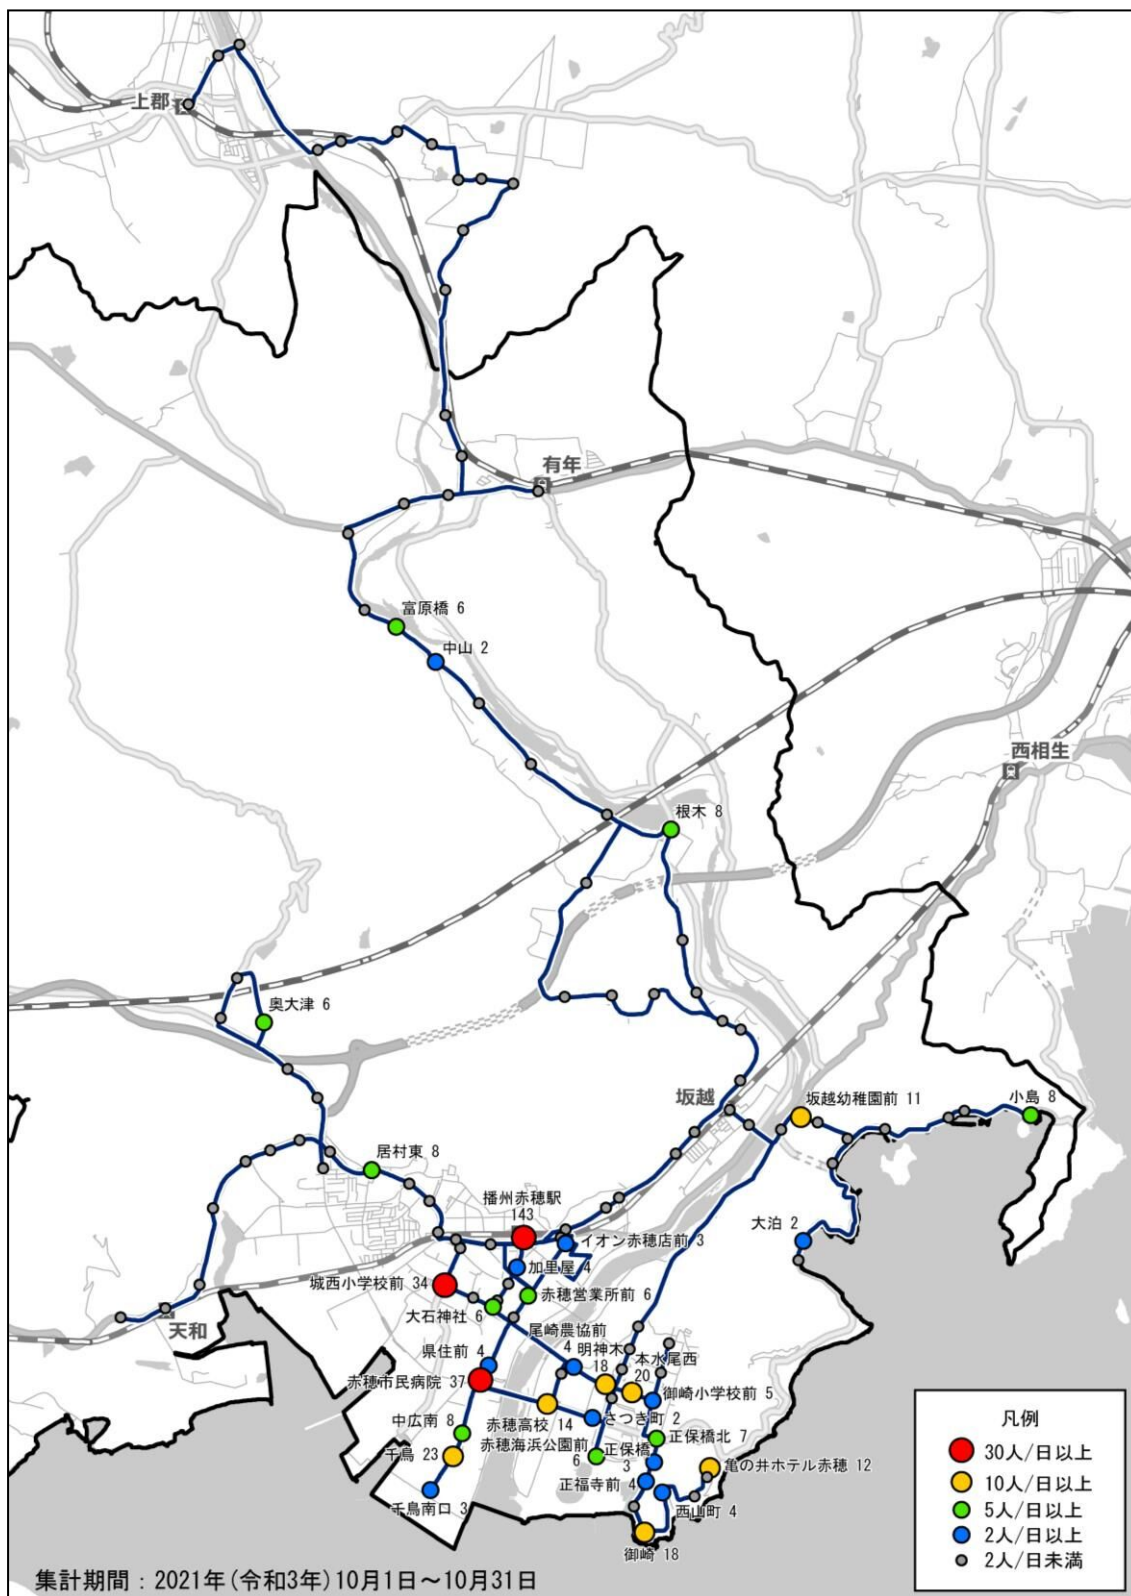 上郡
有年
富原橋 6
中山 2
西相生
根木 8
奥大津 6
坂越
坂越幼稚園前 11
小島 8
居村東 8
播州赤穂駅
143
大泊 2
イオン赤穂店前 3
加里屋 4
城西小学校前 34
赤穂営業所前 6
大石神社
6
天和
尾崎農協前
4
県住前 4
明神木
18
本水尾西
20
赤穂市民病院 37
御崎小学校前 5
中広南 8
赤穂高校
14
さつき町 2
千鳥 23
赤穂海浜公園前
6
正保橋
3
正保橋北 7
亀の井ホテル赤穂 12
正福寺前 4
千鳥南口 3
西山町 4
御崎 18
凡例
30人/日以上
10人/日以上
5人/日以上
2人/日以上
2人/日未満
集計期間：2021年(令和3年)10月1日～10月31日